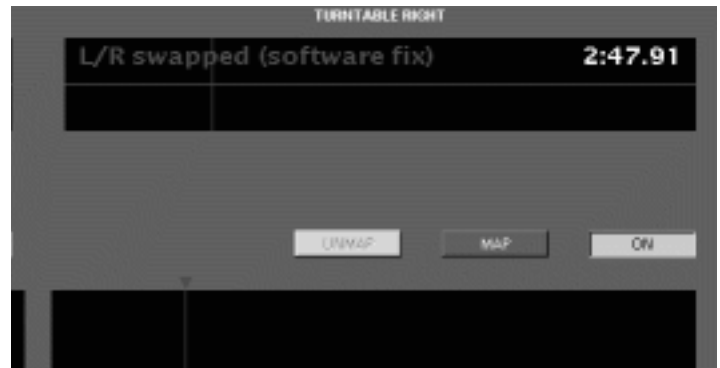 TURNTABLE RIGHT
L/R swapped (software fix) 2:47.91
UNMAP MAP ON